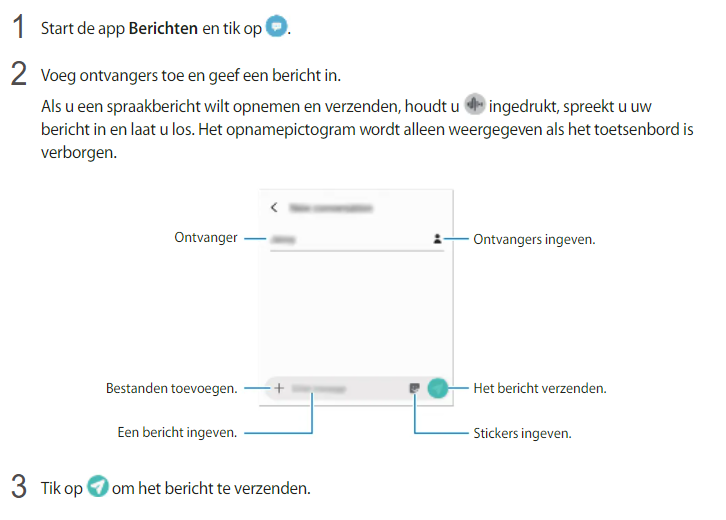 1 Start de app Berichten en tik op .
2 Voeg ontvangers toe en geef een bericht in.
Als u een spraakbericht wilt opnemen en verzenden, houdt u ingedrukt, spreekt u uw
bericht in en laat u los. Het opnamepictogram wordt alleen weergegeven als het toetsenbord is
verborgen.
Ontvanger
Ontvangers ingeven.
Bestanden toevoegen.
Het bericht verzenden.
Een bericht ingeven.
Stickers ingeven.
3 Tik op om het bericht te verzenden.